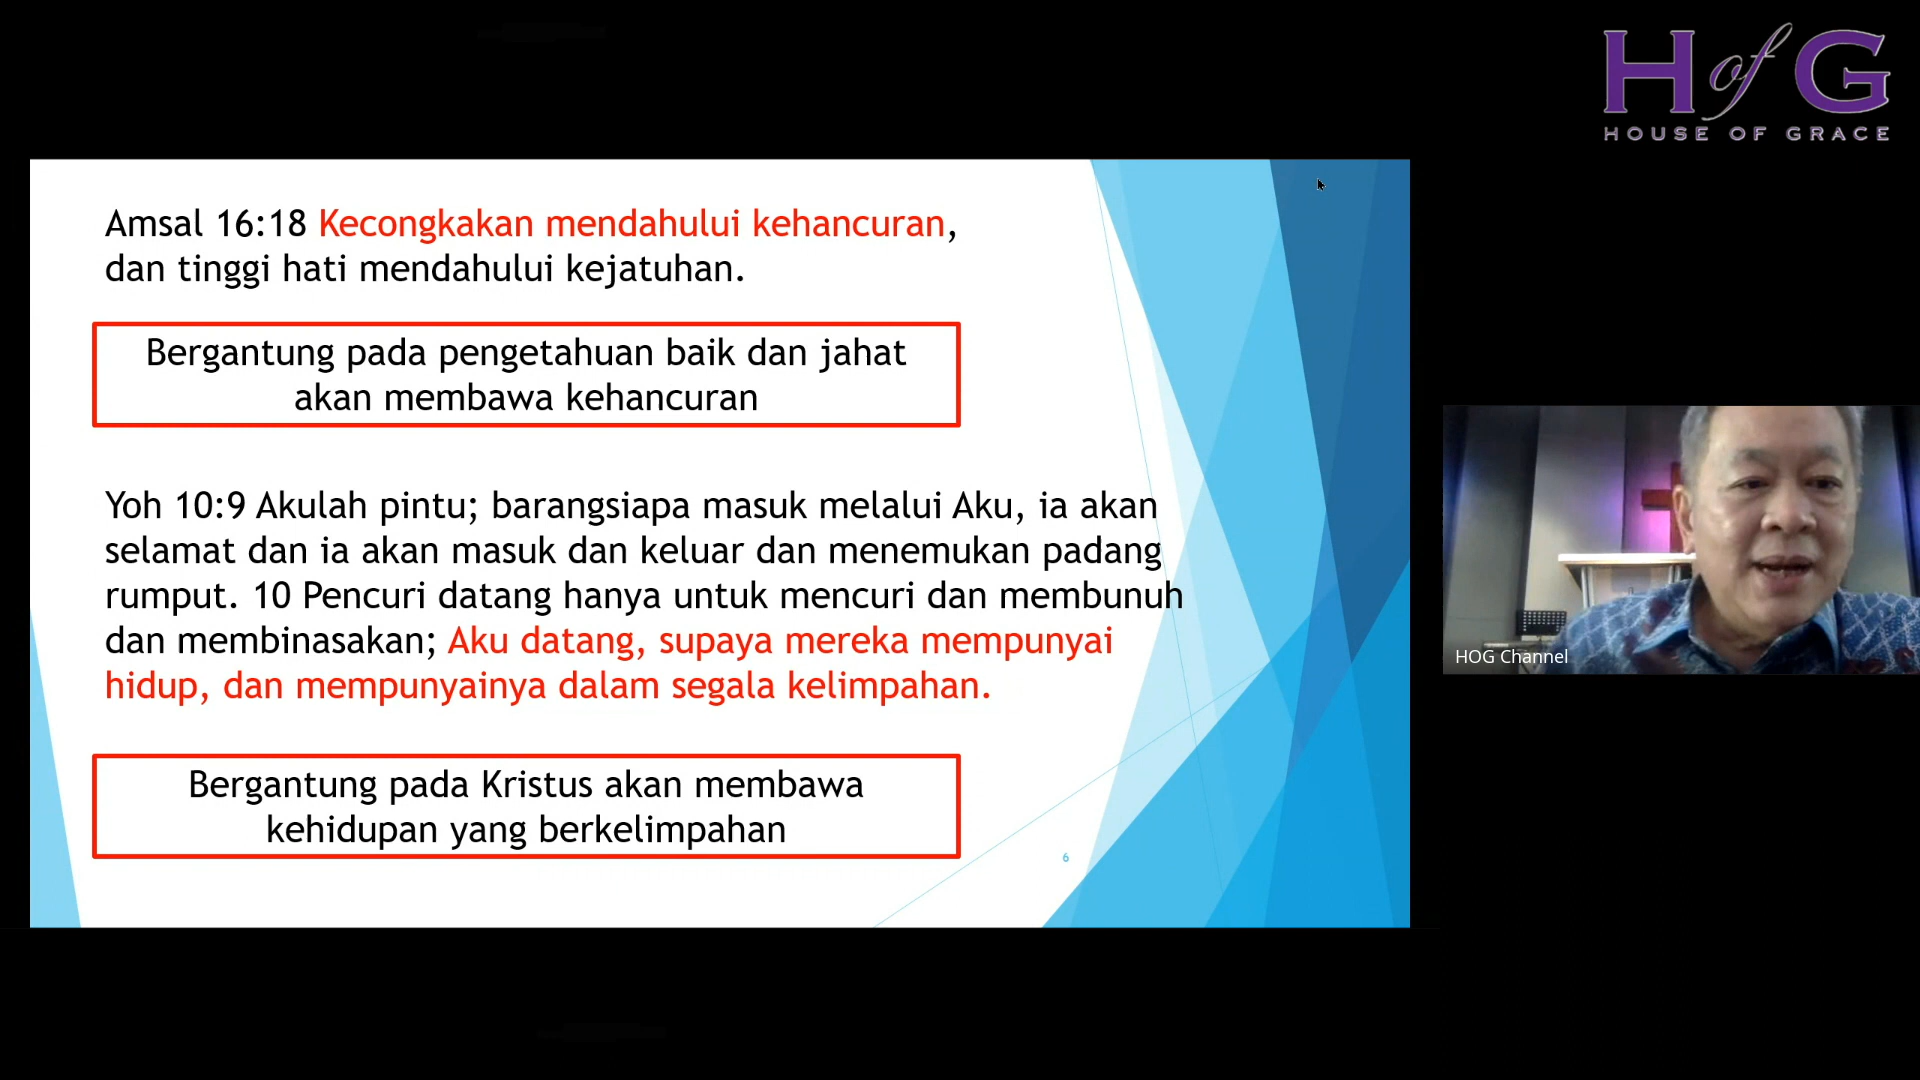 H of G
HOUSE OF GRACE
Amsal 16:18 Kecongkakan mendahului kehancuran,
dan tinggi hati mendahului kejatuhan.
Bergantung pada pengetahuan baik dan jahat
akan membawa kehancuran
Yoh 10:9 Akulah pintu; barangsiapa masuk melalui Aku, ia akan
selamat dan ia akan masuk dan keluar dan menemukan padang
rumput. 10 Pencuri datang hanya untuk mencuri dan membunuh
dan membinasakan; Aku datang, supaya mereka mempunyai
hidup, dan mempunyainya dalam segala kelimpahan.
Bergantung pada Kristus akan membawa
kehidupan yang berkelimpahan
6
HOG Channel